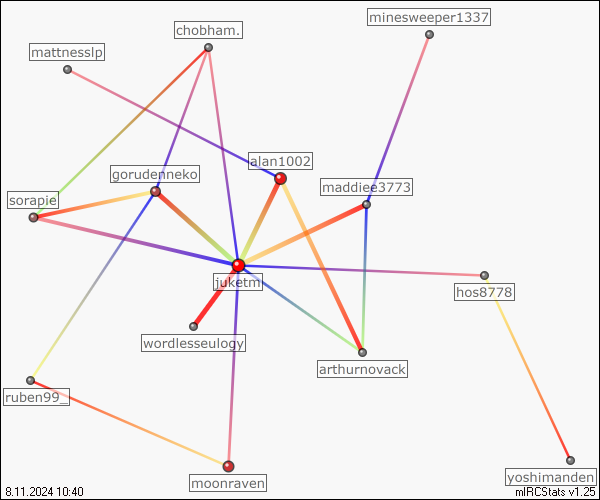 minesweeper1337
chobham.
mattnesslp
alan1002
gorudenneko
maddiee3773
sorapie
juketm
hos8778
wordlesseulogy
arthurnovack
ruben99_
yoshimanden
moonraven
8.11.2024 10:40
mIRCStats v1.25